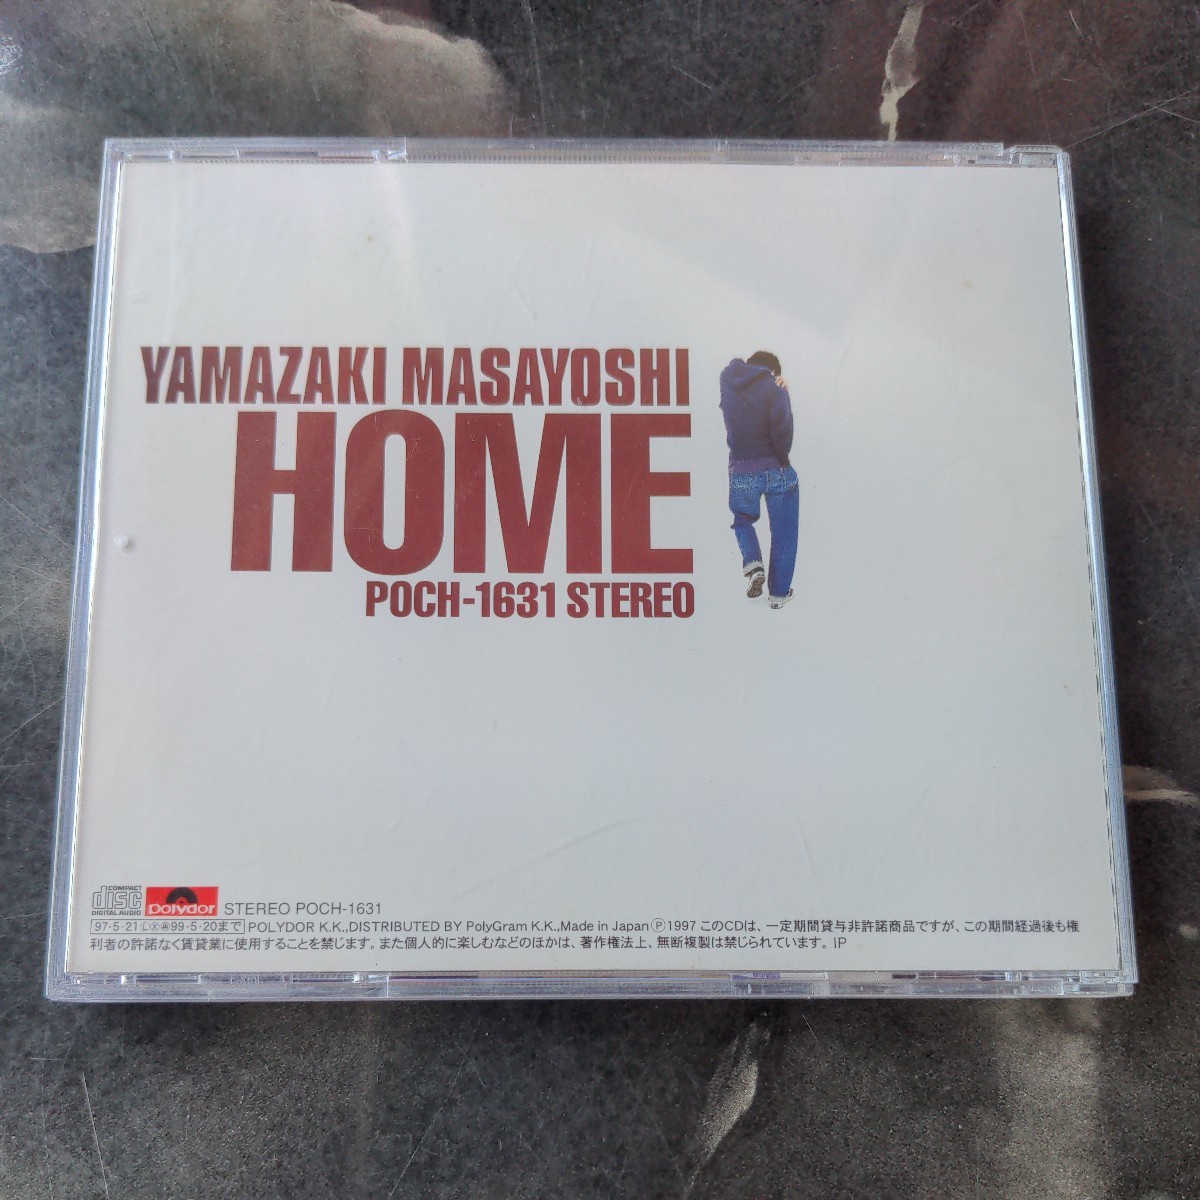 YAMAZAKI MASAYOSHI
HOME
POCH-1631 STEREO
COMPACT
disc
DIGITAL AUDIO
Polydor
STEREO POCH-1631
97・5・21 L X 99・5・20まで POLYDOR K.K.,DISTRIBUTED BY PolyGram K.K.,Made in Japan Ⓟ 1997 このCDは、一定期間貸与非許諾商品ですが、この期間経過後も権
利者の許諾なく賃貸業に使用することを禁じます。また個人的に楽しむなどのほかは、著作権法上、無断複製は禁じられています。 IP